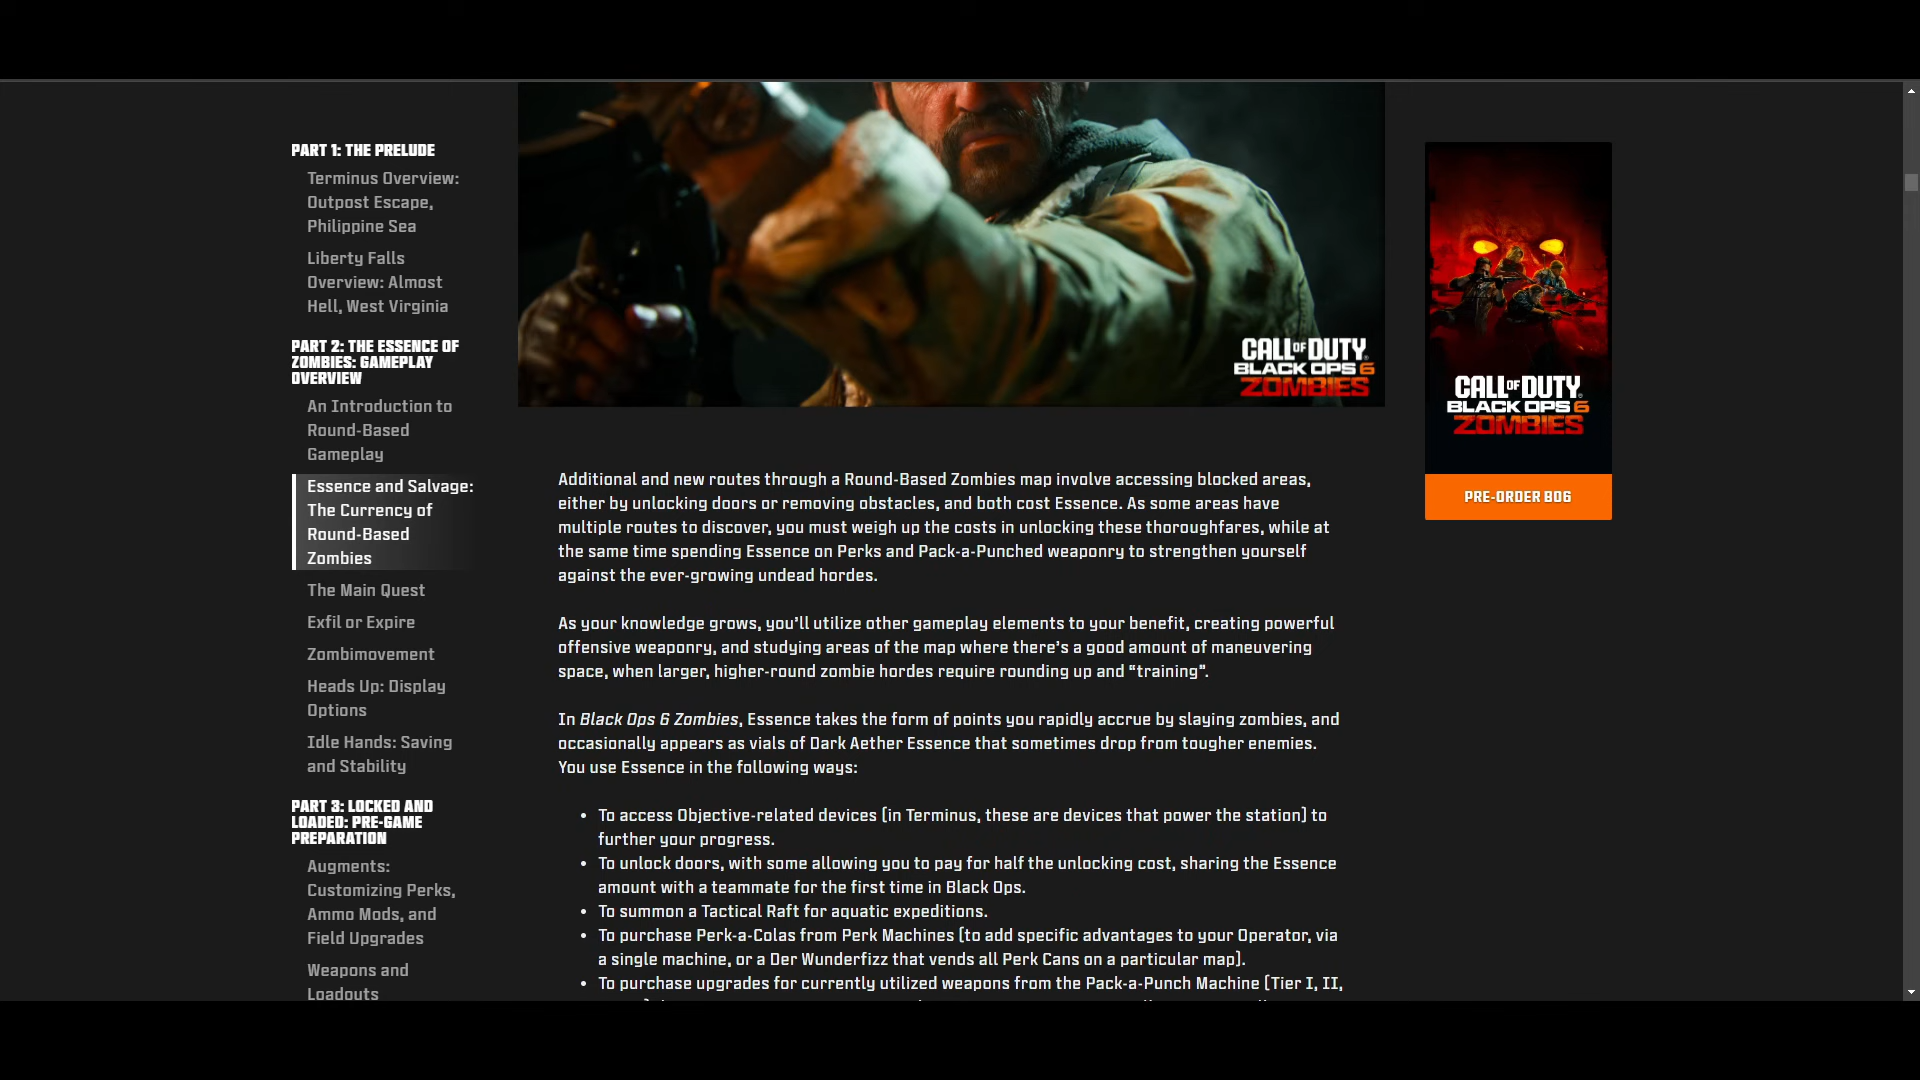 PART 1: THE PRELUDE
Terminus Overview:
Outpost Escape,
Philippine Sea
Liberty Falls
Overview: Almost
Hell, West Virginia
PART 2: THE ESSENCE OF
ZOMBIES: GAMEPLAY
OVERVIEW
An Introduction to
Round-Based
Gameplay
Essence and Salvage:
The Currency of
Round-Based
Zombies
The Main Quest
Exfil or Expire
Zombimovement
Heads Up: Display
Options
Idle Hands: Saving
and Stability
PART 3: LOCKED AND
LOADED: PRE-GAME
PREPARATION
Augments:
Customizing Perks,
Ammo Mods, and
Field Upgrades
Weapons and
Loadouts
CALL OF DUTY
BLACK OPS 6
ZOMBIES
Additional and new routes through a Round-Based Zombies map involve accessing blocked areas,
either by unlocking doors or removing obstacles, and both cost Essence. As some areas have
multiple routes to discover, you must weigh up the costs in unlocking these thoroughfares, while at
the same time spending Essence on Perks and Pack-a-Punched weaponry to strengthen yourself
against the ever-growing undead hordes.
As your knowledge grows, you’ll utilize other gameplay elements to your benefit, creating powerful
offensive weaponry, and studying areas of the map where there’s a good amount of maneuvering
space, when larger, higher-round zombie hordes require rounding up and “training”.
In Black Ops 6 Zombies, Essence takes the form of points you rapidly accrue by slaying zombies, and
occasionally appears as vials of Dark Aether Essence that sometimes drop from tougher enemies.
You use Essence in the following ways:
• To access Objective-related devices (in Terminus, these are devices that power the station) to
further your progress.
• To unlock doors, with some allowing you to pay for half the unlocking cost, sharing the Essence
amount with a teammate for the first time in Black Ops.
• To summon a Tactical Raft for aquatic expeditions.
• To purchase Perk-a-Colas from Perk Machines (to add specific advantages to your Operator, via
a single machine, or a Der Wunderfizz that vends all Perk Cans on a particular map).
• To purchase upgrades for currently utilized weapons from the Pack-a-Punch Machine (Tier I, II,
CALL OF DUTY
BLACK OPS 6
ZOMBIES
PRE-ORDER BO6